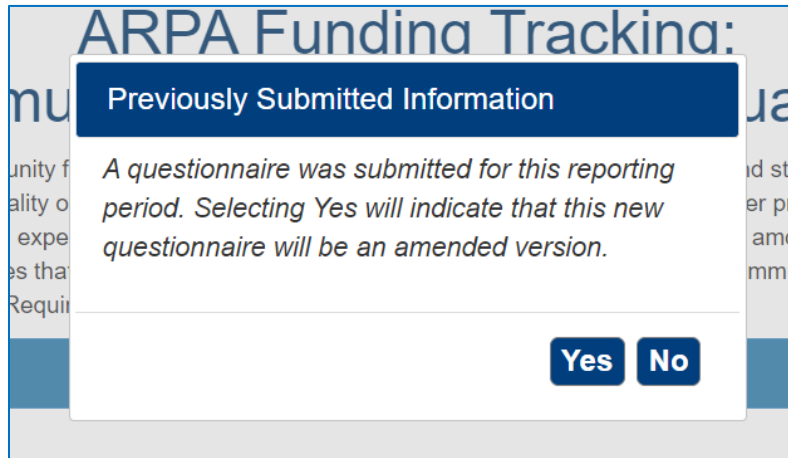 ARPA Funding Tracking:
Previously Submitted Information
A questionnaire was submitted for this reporting
period. Selecting Yes will indicate that this new
questionnaire will be an amended version.
Yes No